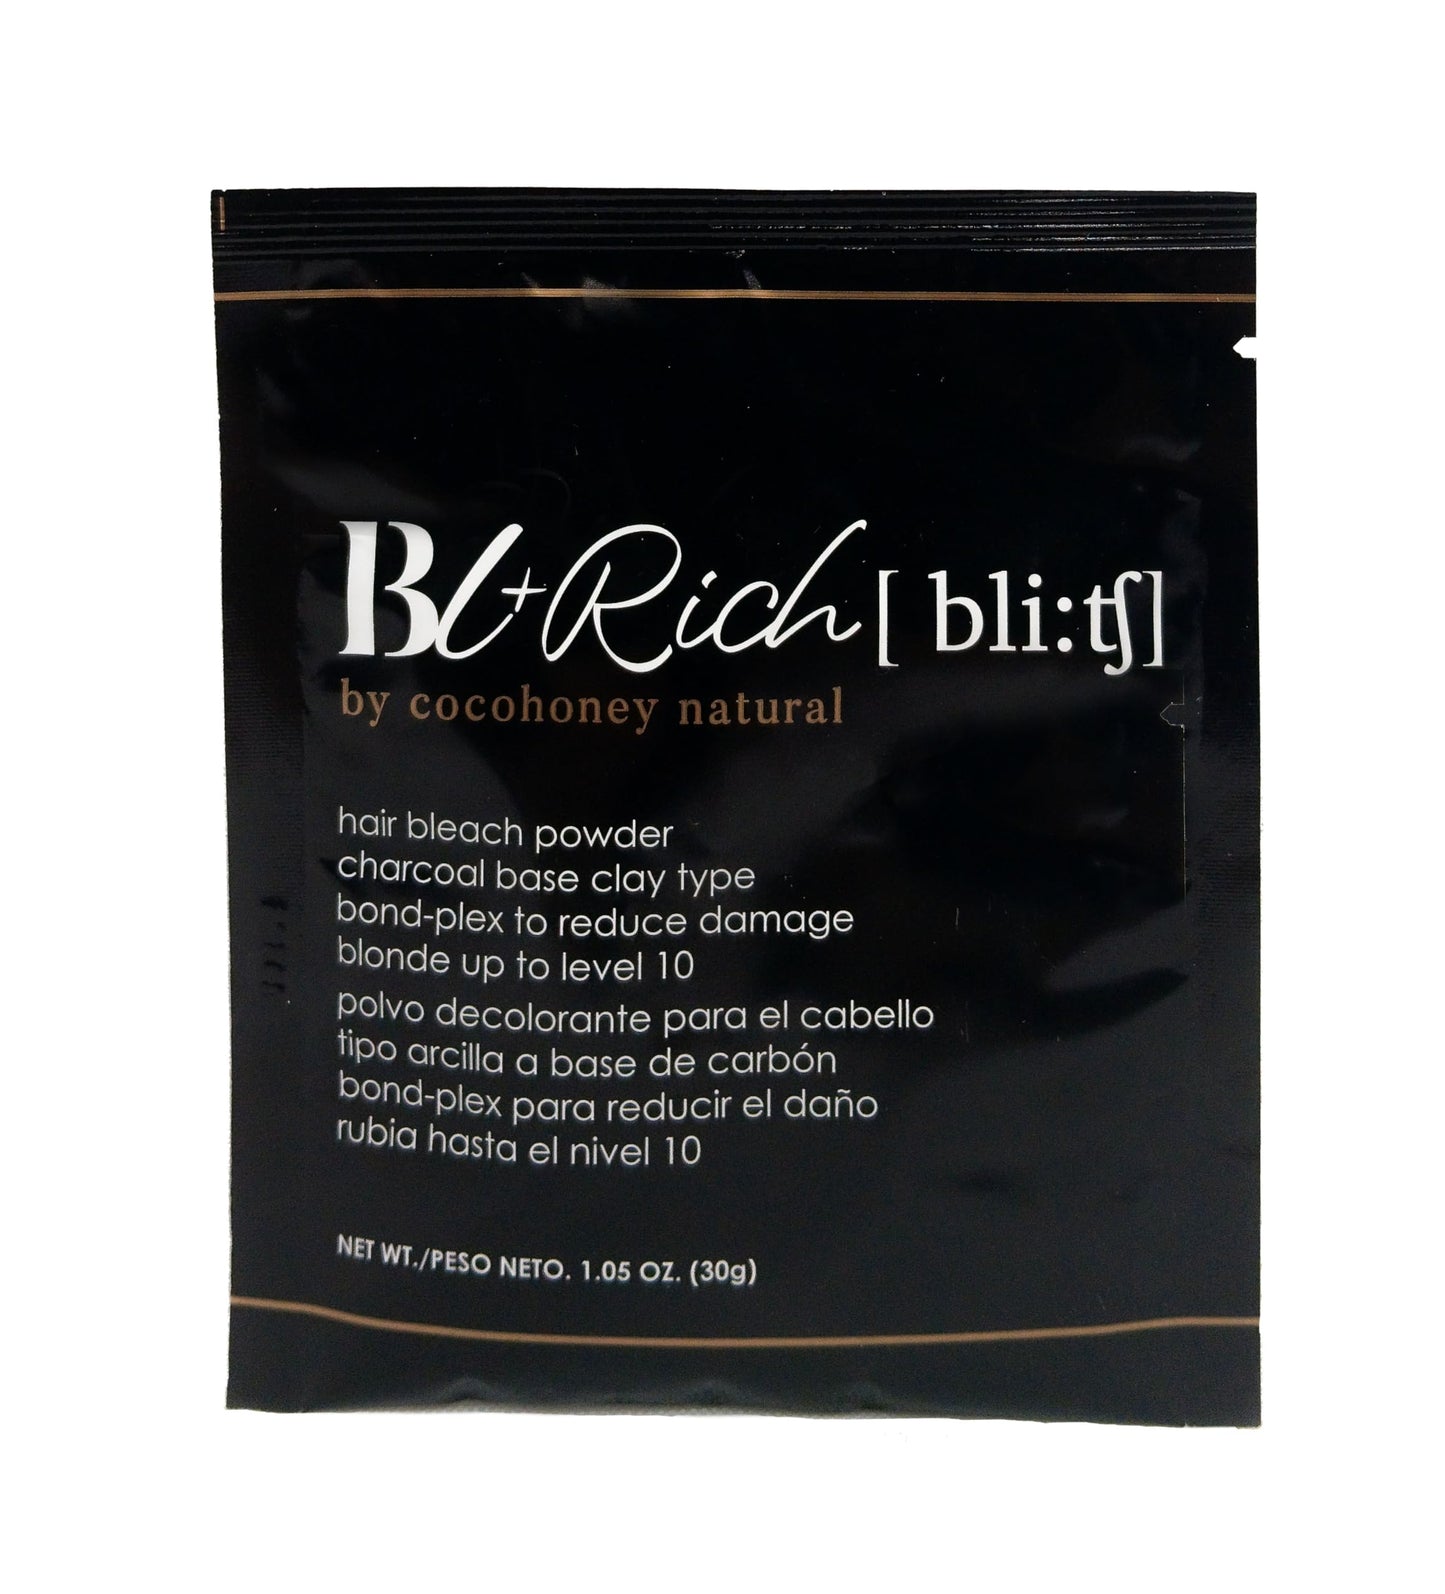 Bl+Rich [ bli:ʧ]
by cocohoney natural
hair bleach powder
charcoal base clay type
bond-plex to reduce damage
blonde up to level 10
polvo decolorante para el cabello
tipo arcilla a base de carbón
bond-plex para reducir el daño
rubia hasta el nivel 10
NET WT./PESO NETO. 1.05 OZ. (30g)